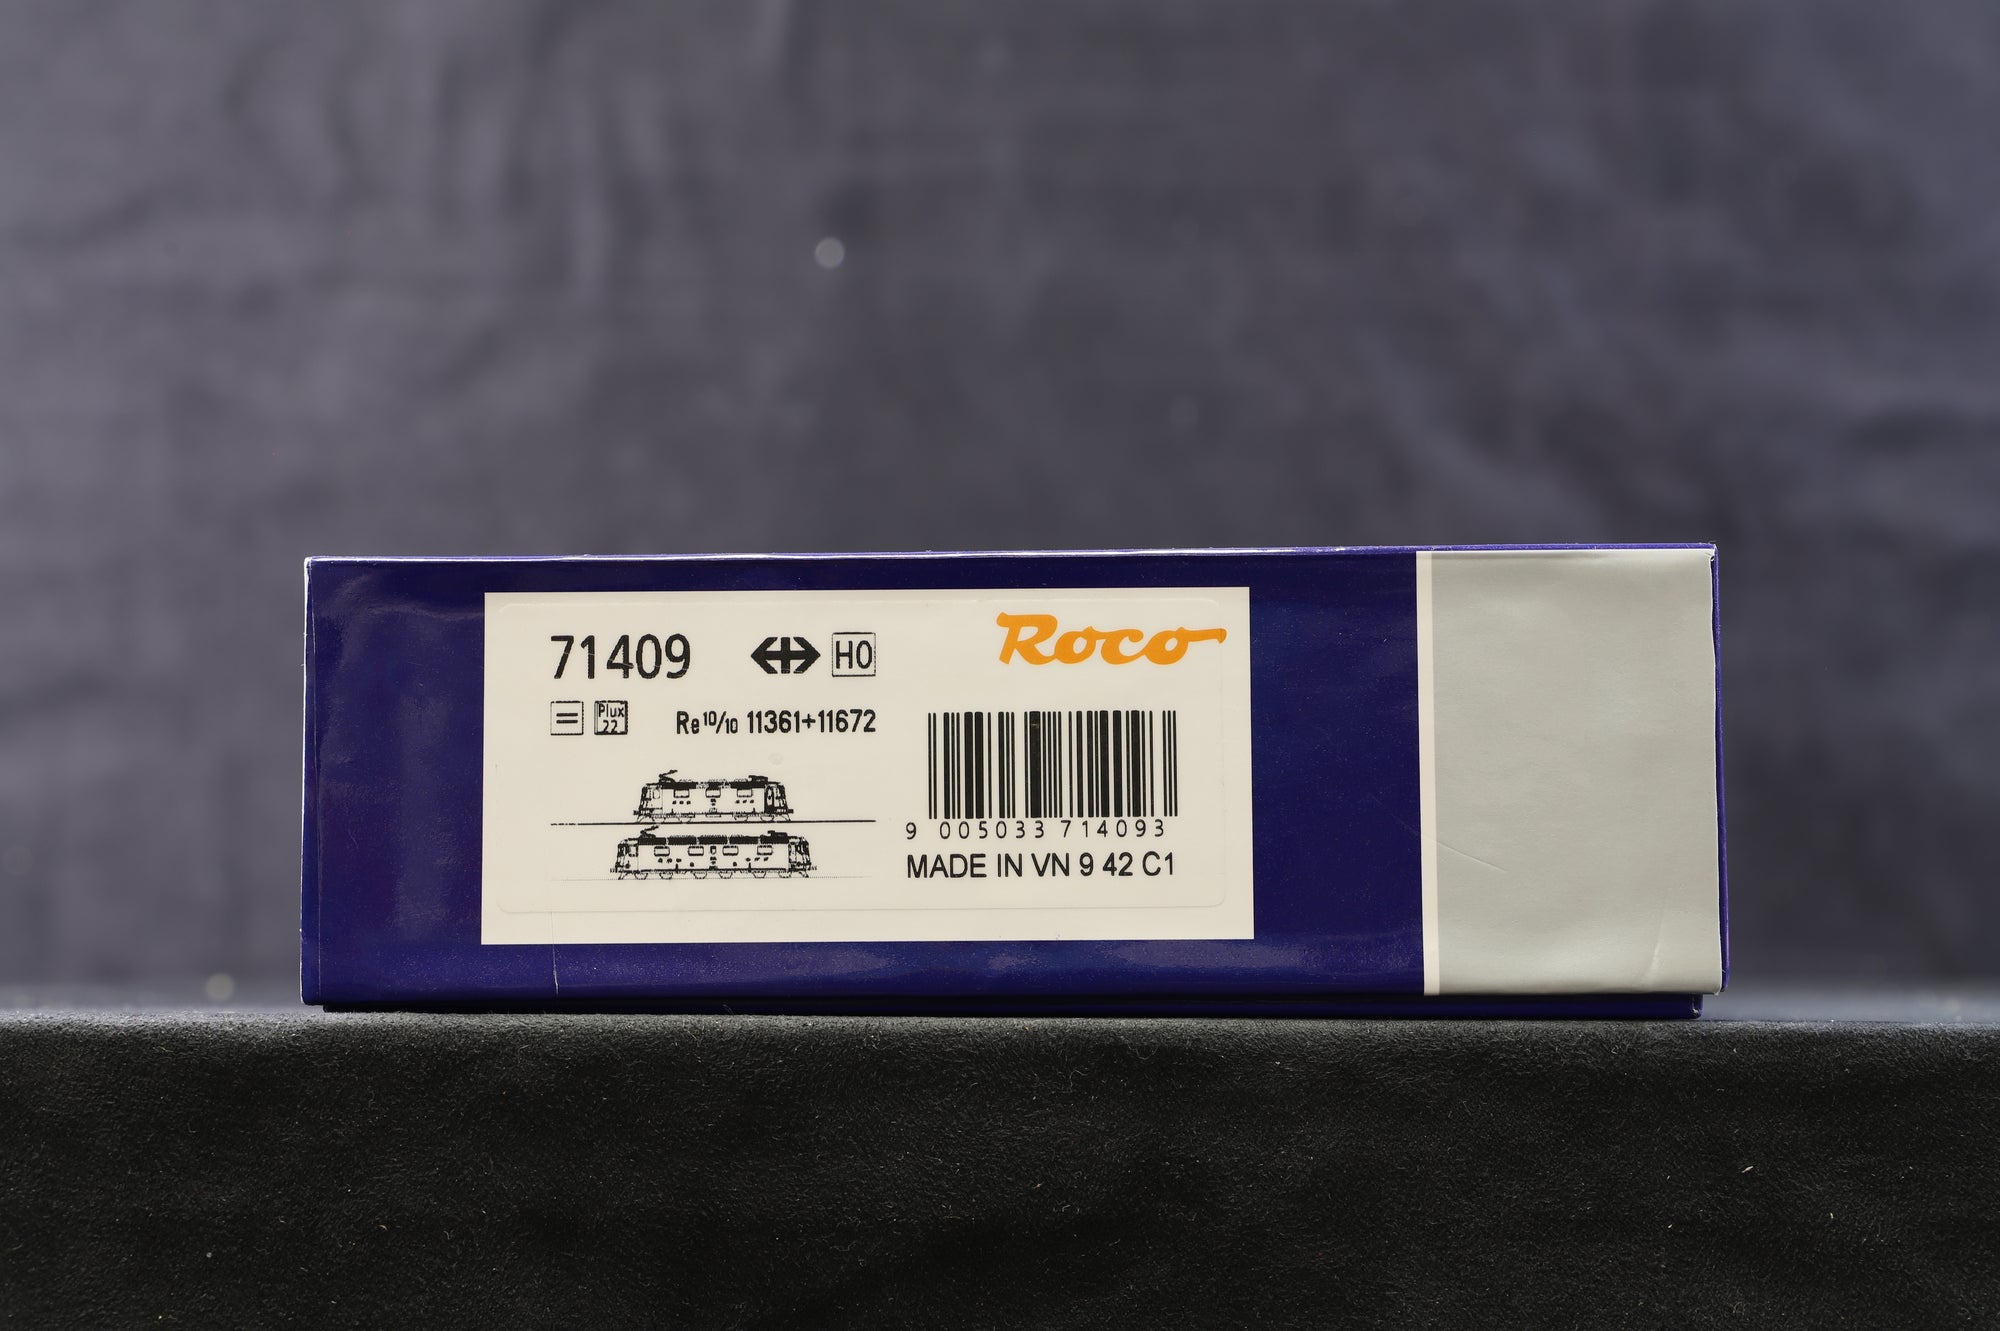 71409
H0
Roco
Plux
22
Re 10/10 11361+11672
9 005033 714093
MADE IN VN 9 42 C1